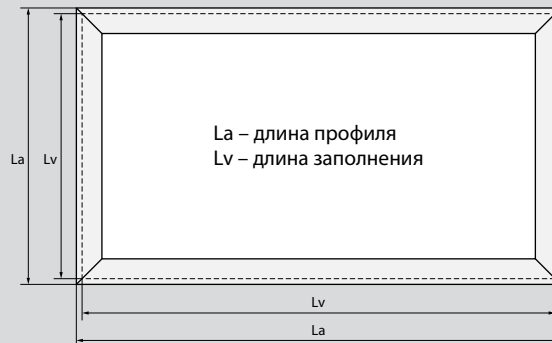 La – длина профиля
Lv – длина заполнения
La
Lv
Lv
La